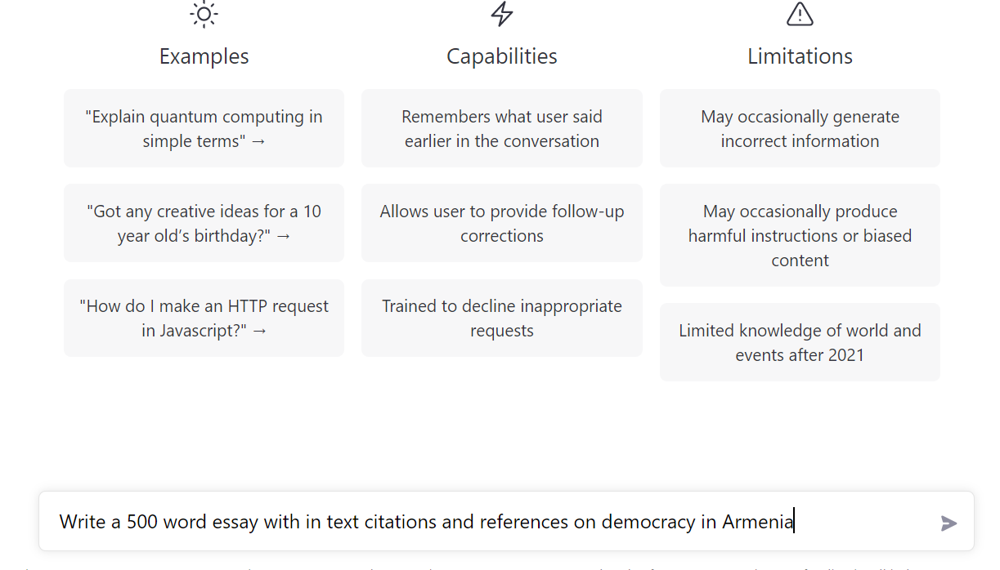 Examples
"Explain quantum computing in
simple terms" →
"Got any creative ideas for a 10
year old’s birthday?" →
"How do I make an HTTP request
in Javascript?" →
Capabilities
Remembers what user said
earlier in the conversation
Allows user to provide follow-up
corrections
Trained to decline inappropriate
requests
Limitations
May occasionally generate
incorrect information
May occasionally produce
harmful instructions or biased
content
Limited knowledge of world and
events after 2021
Write a 500 word essay with in text citations and references on democracy in Armenia